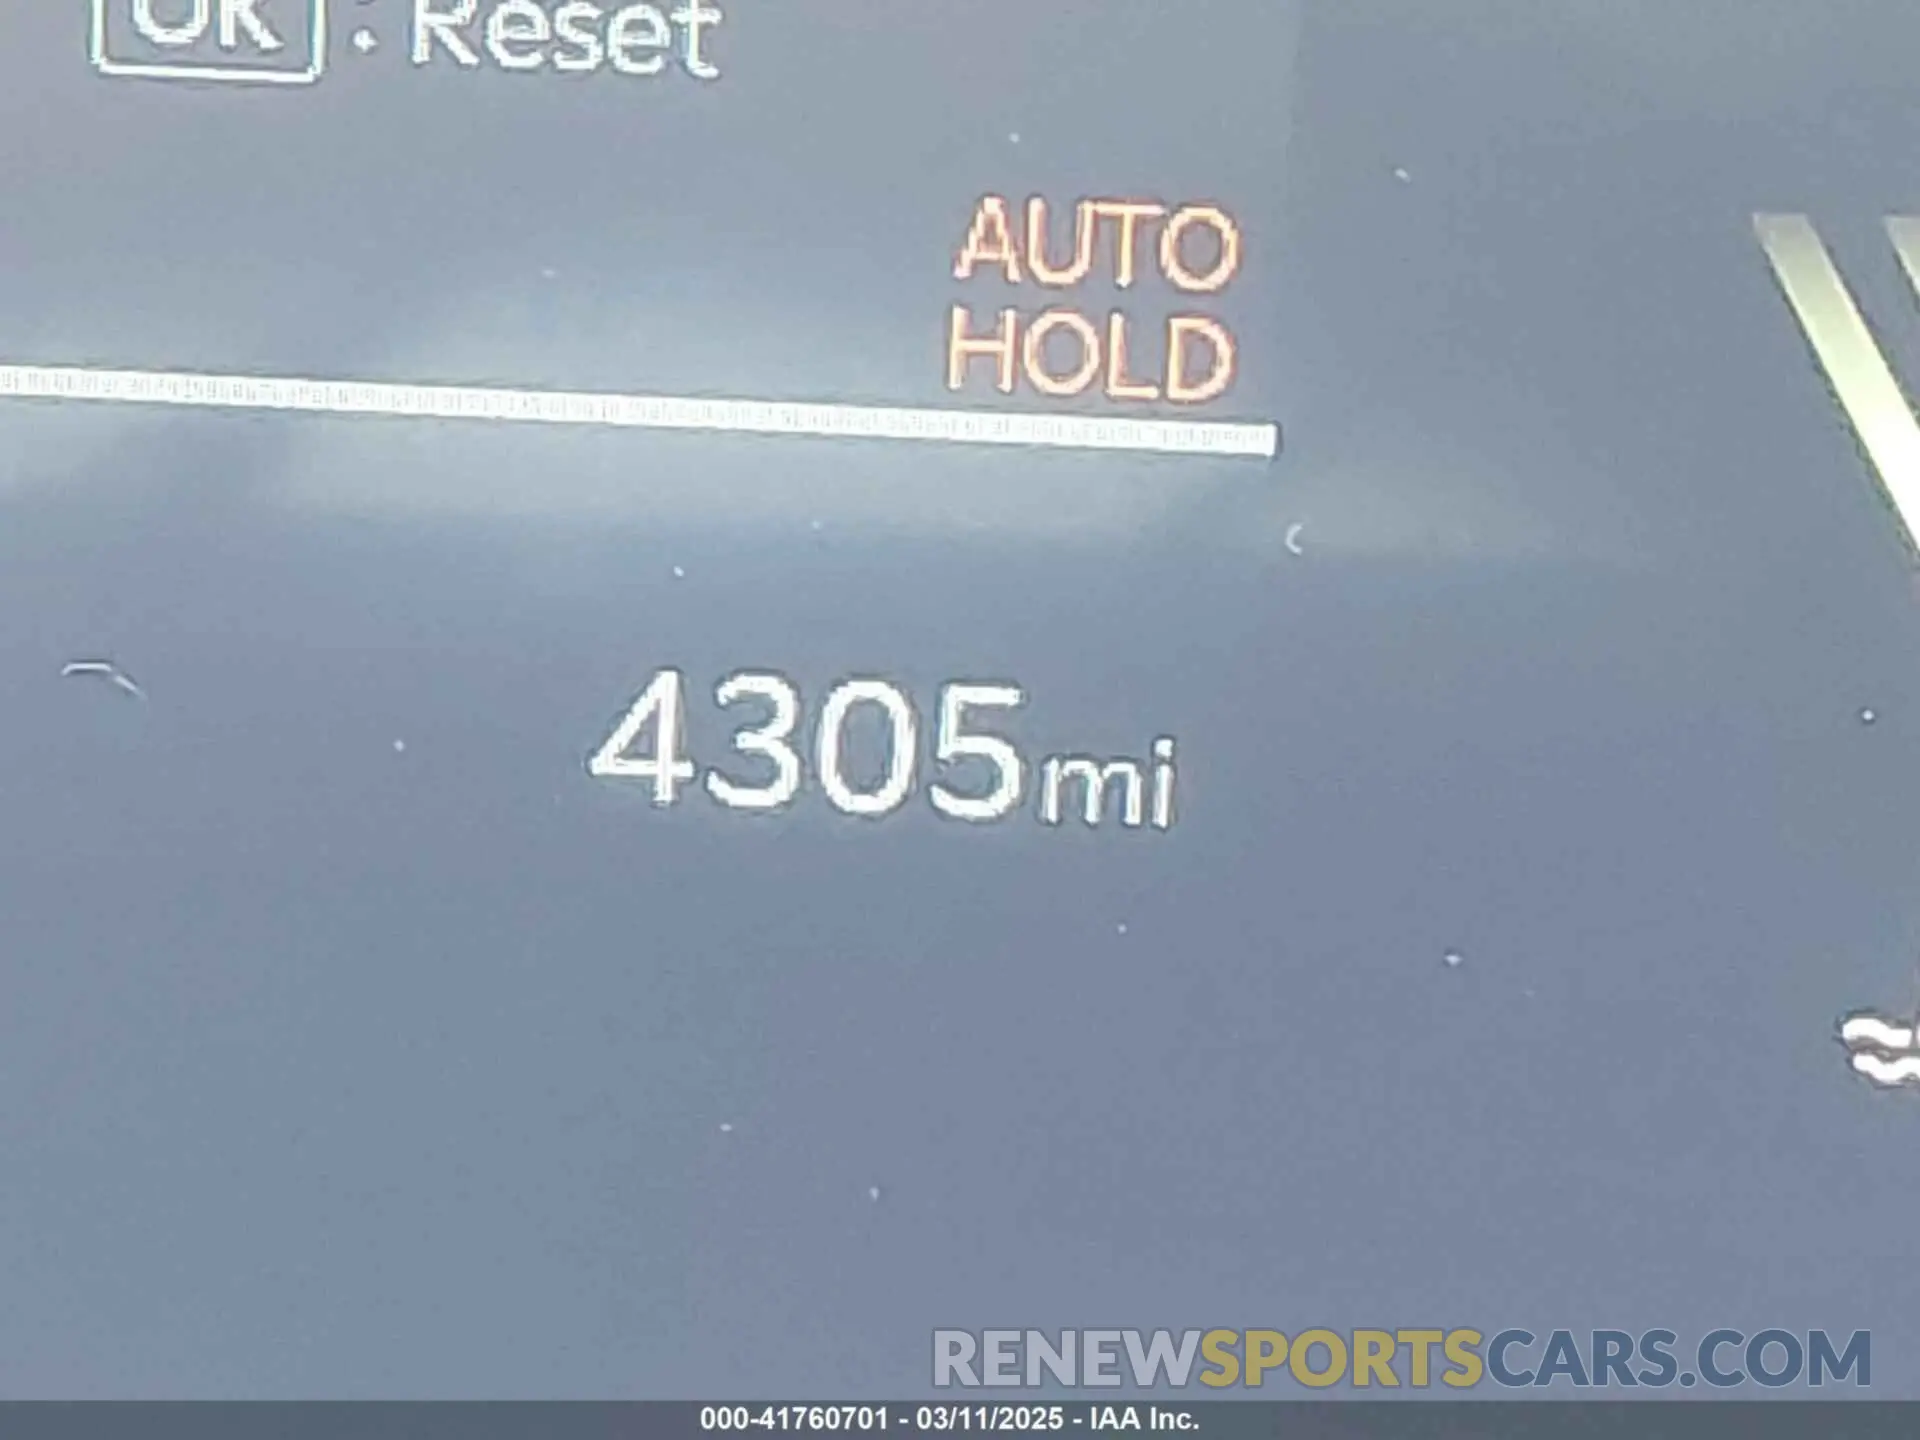 OK : Reset
AUTO
HOLD
4305mi
RENEWSPORTSCARS.COM
000-41760701 - 03/11/2025 - IAA Inc.